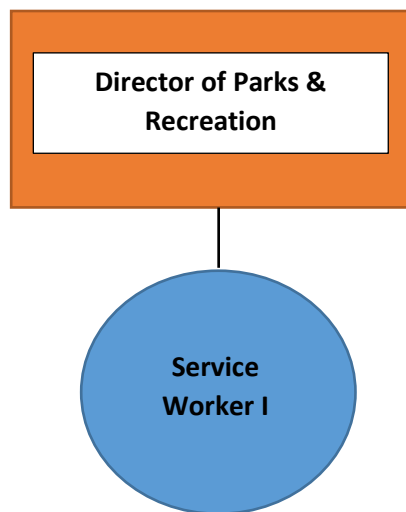 Director of Parks &
Recreation
Service
Worker I